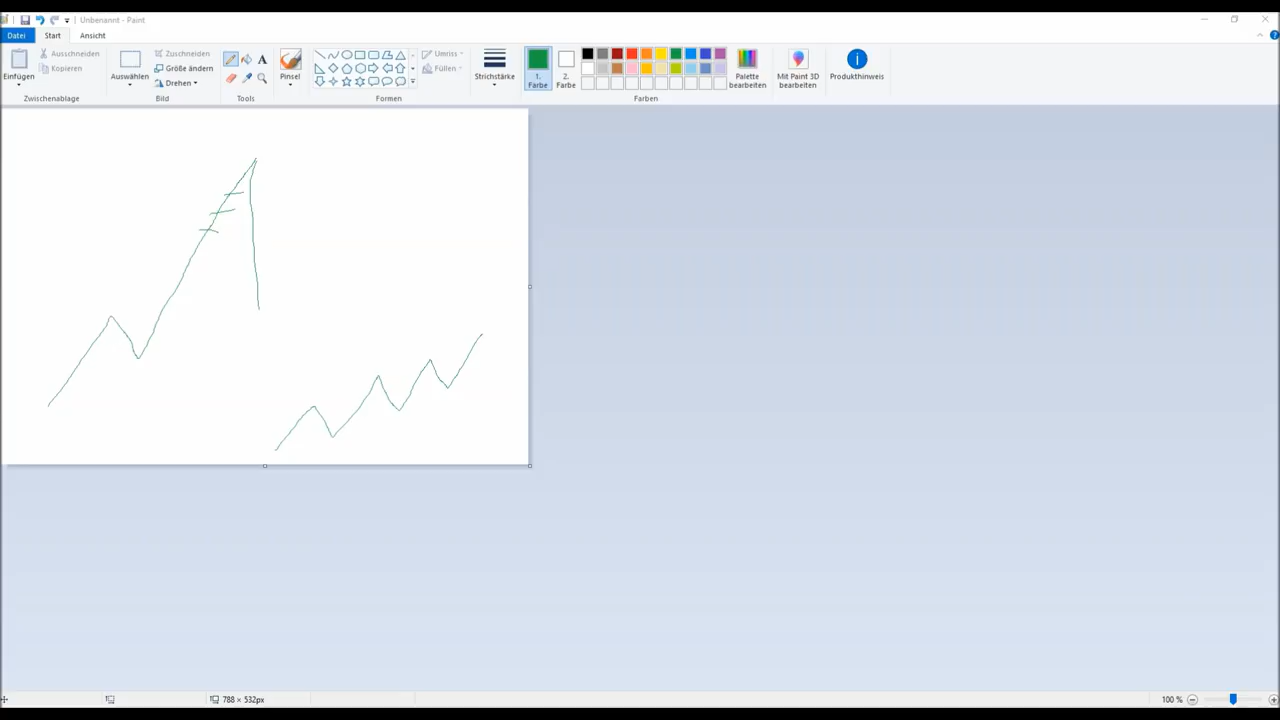 Unbenannt - Paint
Datei Start Ansicht
Einfügen
Ausschneiden
Kopieren
Zwischenablage
Auswählen
Zuschneiden
Größe ändern
Drehen
Bild
A
Tools
Pinsel
Umriss
Füllen
Formen
Strichstärke
1. Farbe
2. Farbe
Palette bearbeiten
Farben
Mit Paint 3D bearbeiten
Produkthinweis
788 × 532px
100 %